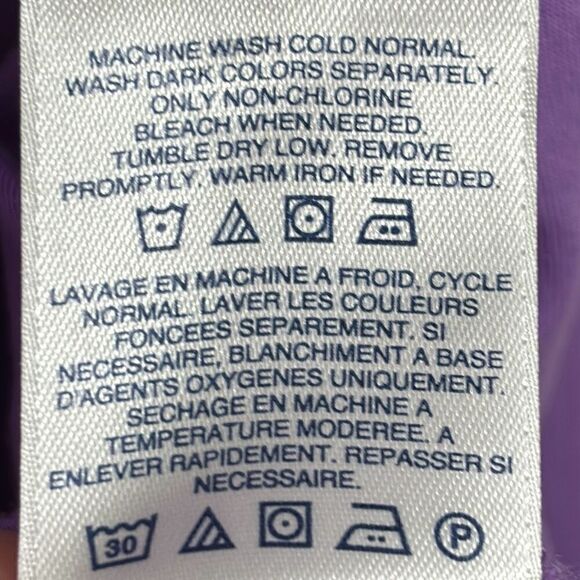 MACHINE WASH COLD NORMAL.
WASH DARK COLORS SEPARATELY.
ONLY NON-CHLORINE
BLEACH WHEN NEEDED.
TUMBLE DRY LOW. REMOVE
PROMPTLY. WARM IRON IF NEEDED.
LAVAGE EN MACHINE A FROID, CYCLE
NORMAL. LAVER LES COULEURS
FONCEES SEPAREMENT. SI
NECESSAIRE, BLANCHIMENT A BASE
D'AGENTS OXYGENES UNIQUEMENT.
SECHAGE EN MACHINE A
TEMPERATURE MODEREE. A
ENLEVER RAPIDEMENT. REPASSER SI
NECESSAIRE.
30 P